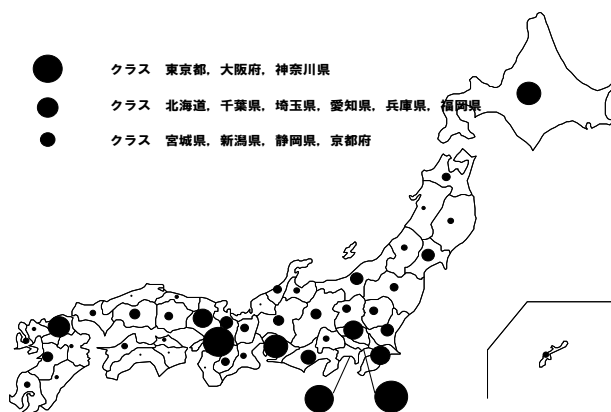 クラス 東京都，大阪府，神奈川県
クラス 北海道，千葉県，埼玉県，愛知県，兵庫県，福岡県
クラス 宮城県，新潟県，静岡県，京都府